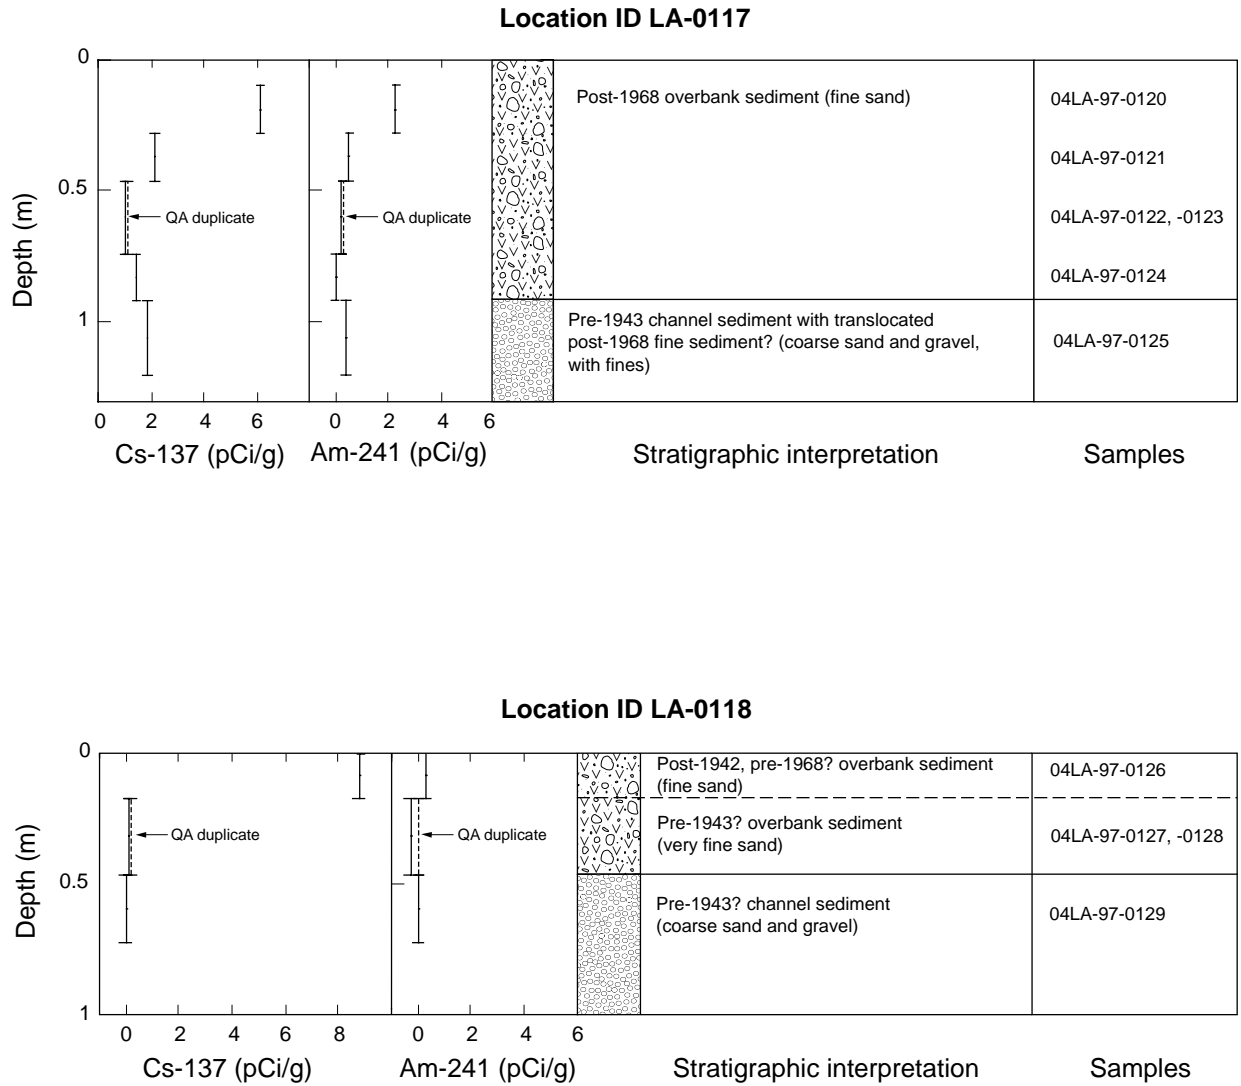 Location ID LA-0117
0
Post-1968 overbank sediment (fine sand)
04LA-97-0120
04LA-97-0121
0.5
QA duplicate
QA duplicate
04LA-97-0122, -0123
Depth (m)
04LA-97-0124
1
Pre-1943 channel sediment with translocated
post-1968 fine sediment? (coarse sand and gravel,
with fines)
04LA-97-0125
0 2 4 6
0 2 4 6
Cs-137 (pCi/g)
Am-241 (pCi/g)
Stratigraphic interpretation
Samples
Location ID LA-0118
0
Post-1942, pre-1968? overbank sediment
(fine sand)
04LA-97-0126
QA duplicate
QA duplicate
Pre-1943? overbank sediment
(very fine sand)
04LA-97-0127, -0128
Depth (m)
0.5
Pre-1943? channel sediment
(coarse sand and gravel)
04LA-97-0129
1
0 2 4 6 8
0 2 4 6
Cs-137 (pCi/g)
Am-241 (pCi/g)
Stratigraphic interpretation
Samples